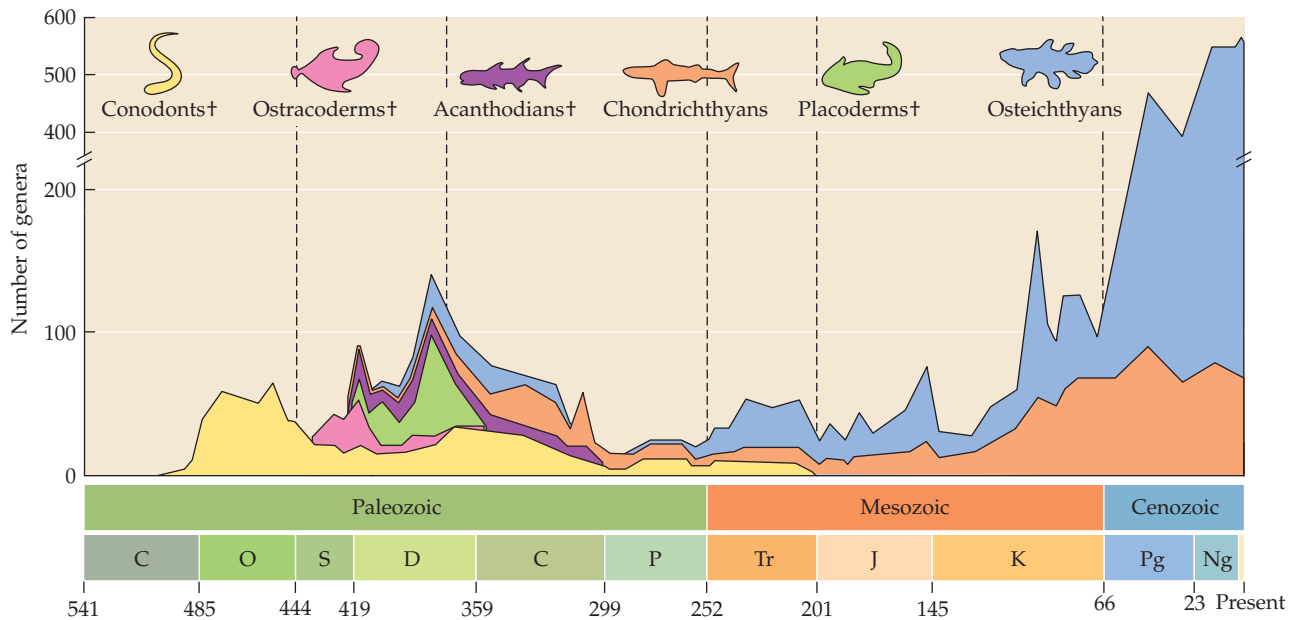 600
500
400
200
100
0
Number of genera
Conodonts† Ostracoderms† Acanthodians† Chondrichthyans Placoderms† Osteichthyans
Paleozoic Mesozoic Cenozoic
C O S D C P Tr J K Pg Ng
541 485 444 419 359 299 252 201 145 66 23 Present